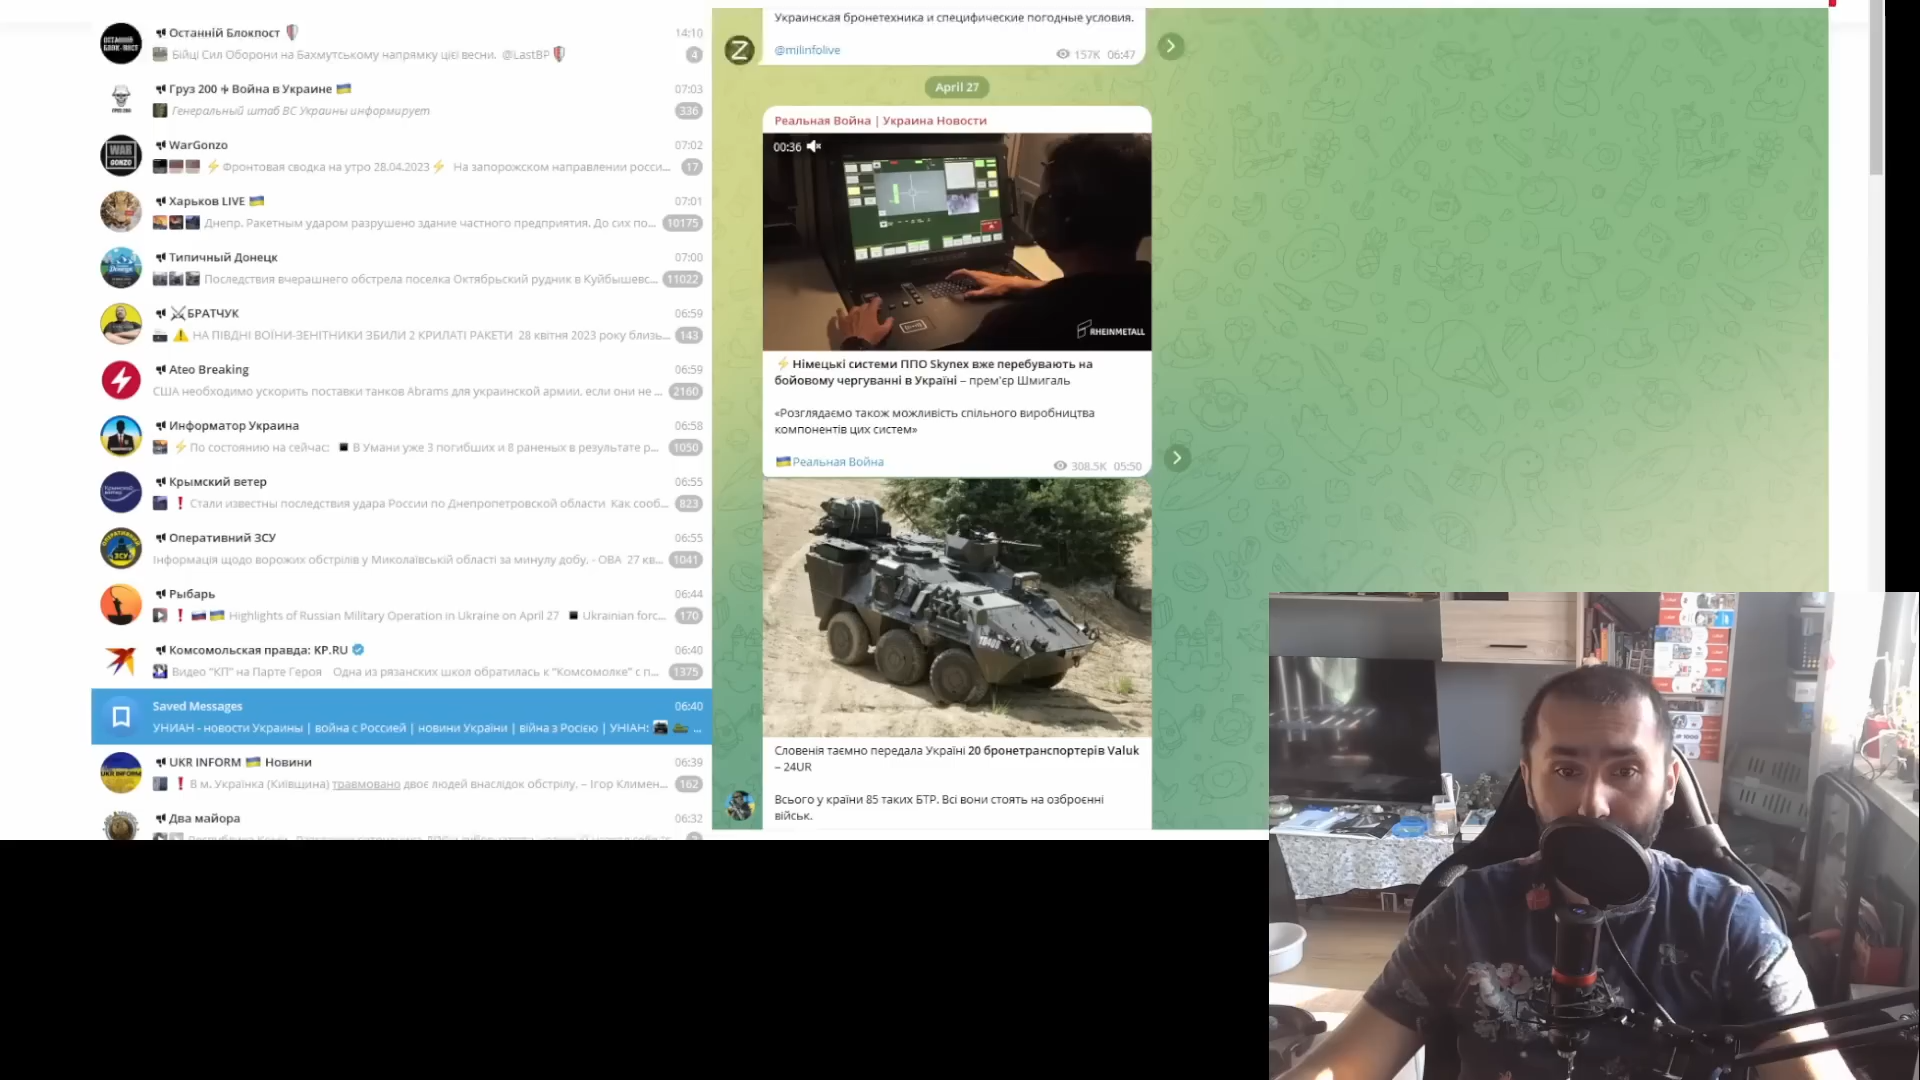 Останній Блокпост 14:10
Бійці Сил Оборони на Бахмутському напрямку цієї весни. @LastBP 4
Груз 200 Война в Украине 07:03
Генеральный штаб ВС Украины информирует 336
WarGonzo 07:02
Фронтовая сводка на утро 28.04.2023 На запорожском направлении росси... 17
Харьков LIVE 07:01
Днепр. Ракетным ударом разрушено здание частного предприятия. До сих по... 10175
Типичный Донецк 07:00
Последствия вчерашнего обстрела поселка Октябрьский рудник в Куйбышевс... 11022
БРАТЧУК 06:59
НА ПІВДНІ ВОЇНИ-ЗЕНІТНИКИ ЗБИЛИ 2 КРИЛАТІ РАКЕТИ 28 квітня 2023 року близь... 143
Ateo Breaking 06:59
США необходимо ускорить поставки танков Abrams для украинской армии, если они не ... 2160
Информатор Украина 06:58
По состоянию на сейчас: В Умани уже 3 погибших и 8 раненых в результате р... 1050
Крымский ветер 06:55
Стали известны последствия удара России по Днепропетровской области Как сооб... 823
Оперативний ЗСУ 06:55
Інформація щодо ворожих обстрілів у Миколаївській області за минулу добу. - ОВА 27 кв... 1041
Рыбарь 06:44
Highlights of Russian Military Operation in Ukraine on April 27 Ukrainian forc... 170
Комсомольская правда: KP.RU 06:40
Видео "КП" на Парте Героя Одна из рязанских школ обратилась к "Комсомолке" с п... 1375
Saved Messages 06:40
УНИАН - новости Украины | война с Россией | новини України | війна з Росією | УНІАН: ...
UKR INFORM Новини 06:39
В м. Українка (Київщина) травмовано двоє людей внаслідок обстрілу. – Ігор Климен... 162
Два майора 06:32
Украинская бронетехника и специфические погодные условия.
@milinfolive 157K 06:47
April 27
Реальная Война | Украина Новости
00:36
RHEINMETALL
Німецькі системи ППО Skynex вже перебувають на
бойовому чергуванні в Україні – прем'єр Шмигаль
«Розглядаємо також можливість спільного виробництва
компонентів цих систем»
Реальная Война 308.5K 05:50
Словенія таємно передала Україні 20 бронетранспортерів Valuk
– 24UR
Всього у країни 85 таких БТР. Всі вони стоять на озброєнні
військ.